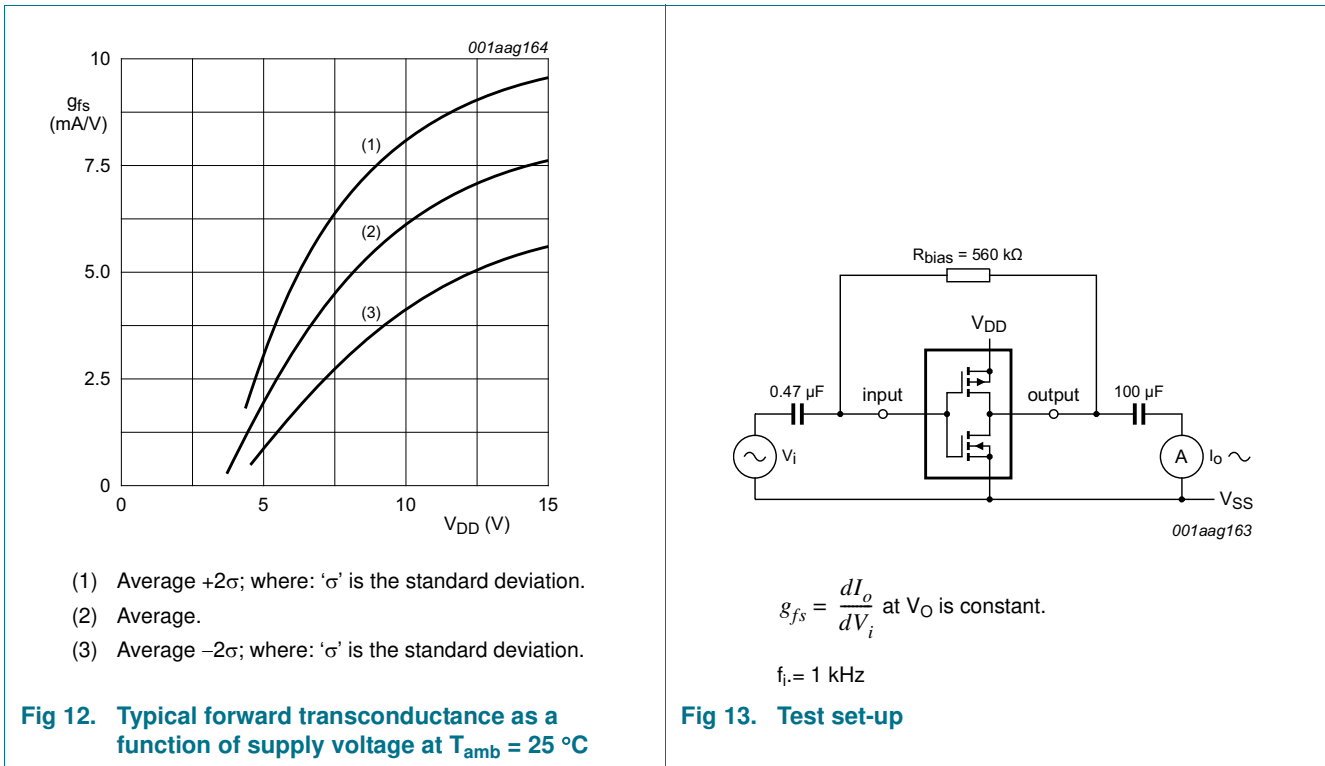 001aag164
10
gfs
(mA/V)
7.5
5.0
2.5
0
(1)
(2)
(3)
0
5
10
15
VDD (V)
(1) Average +2σ; where: ‘σ’ is the standard deviation.
(2) Average.
(3) Average −2σ; where: ‘σ’ is the standard deviation.
Fig 12. Typical forward transconductance as a
function of supply voltage at Tamb = 25 °C
Rbias = 560 kΩ
VDD
0.47 μF
input
output
100 μF
Vi
A
Io
VSS
001aag163
gfs = dIo/dVi at VO is constant.
fi.= 1 kHz
Fig 13. Test set-up